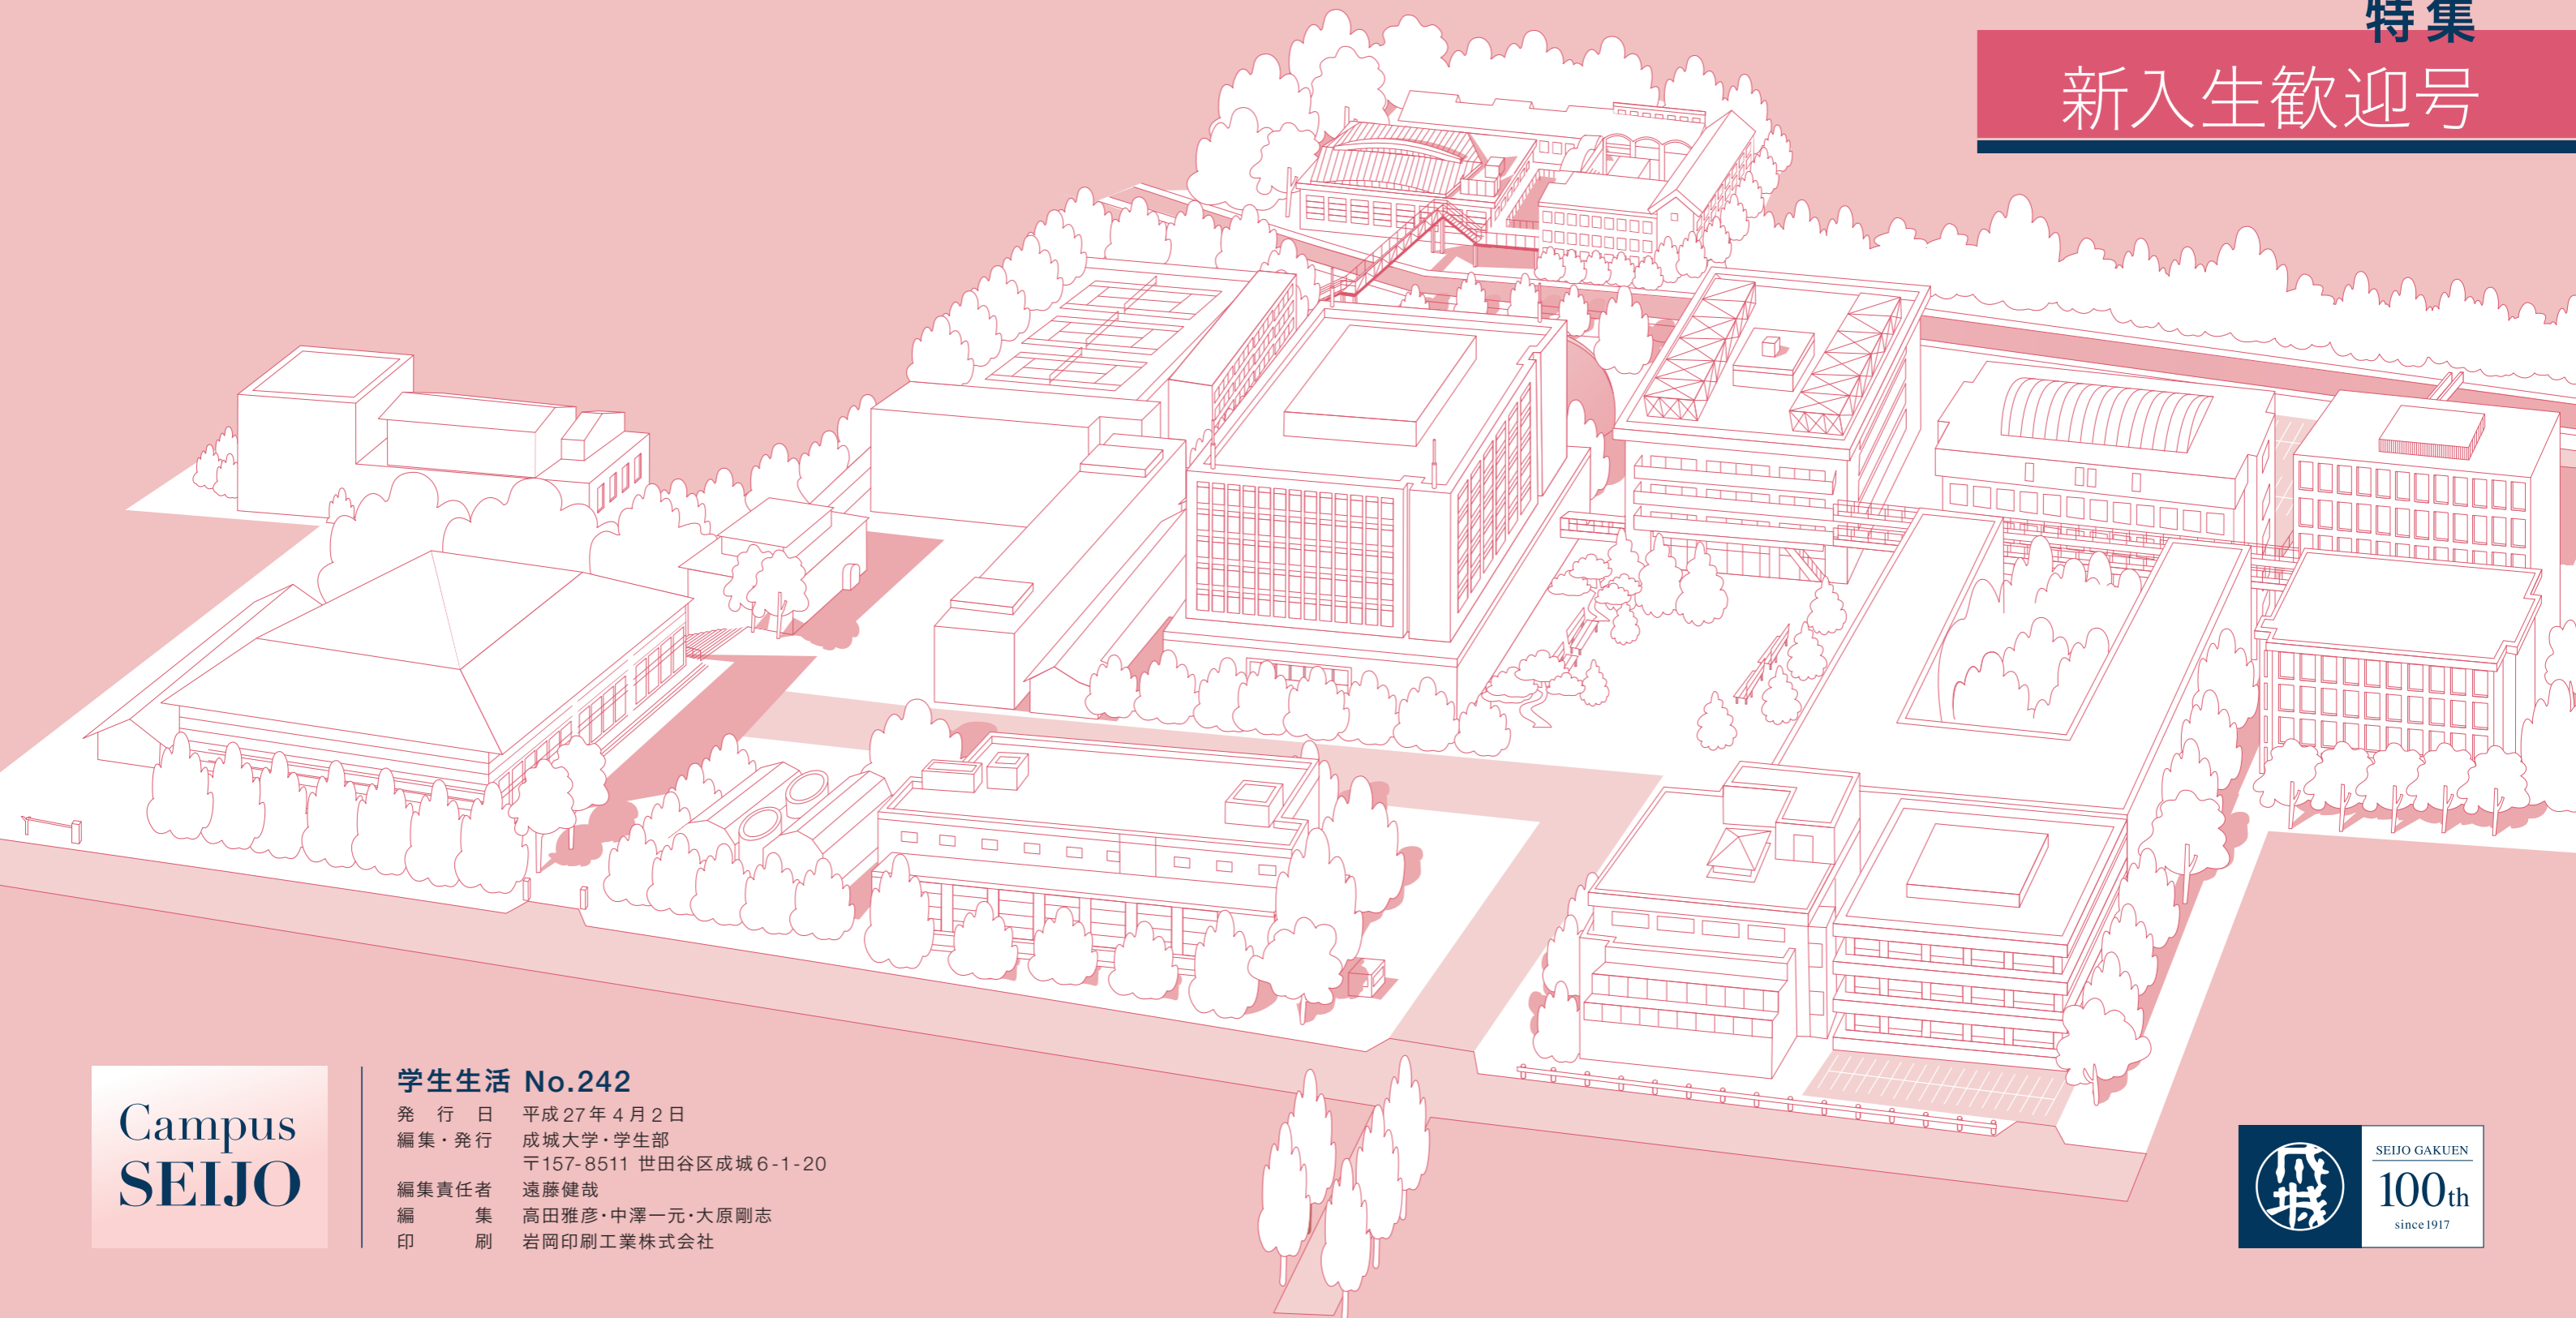 特集
新入生歓迎号
Campus
SEIJO
学生生活 No.242
発行日 平成27年4月2日
編集・発行 成城大学・学生部
〒157-8511 世田谷区成城6-1-20
編集責任者 遠藤健哉
編集 高田雅彦・中澤一元・大原剛志
印刷 岩岡印刷工業株式会社
成城
SEIJO GAKUEN
100th
since1917